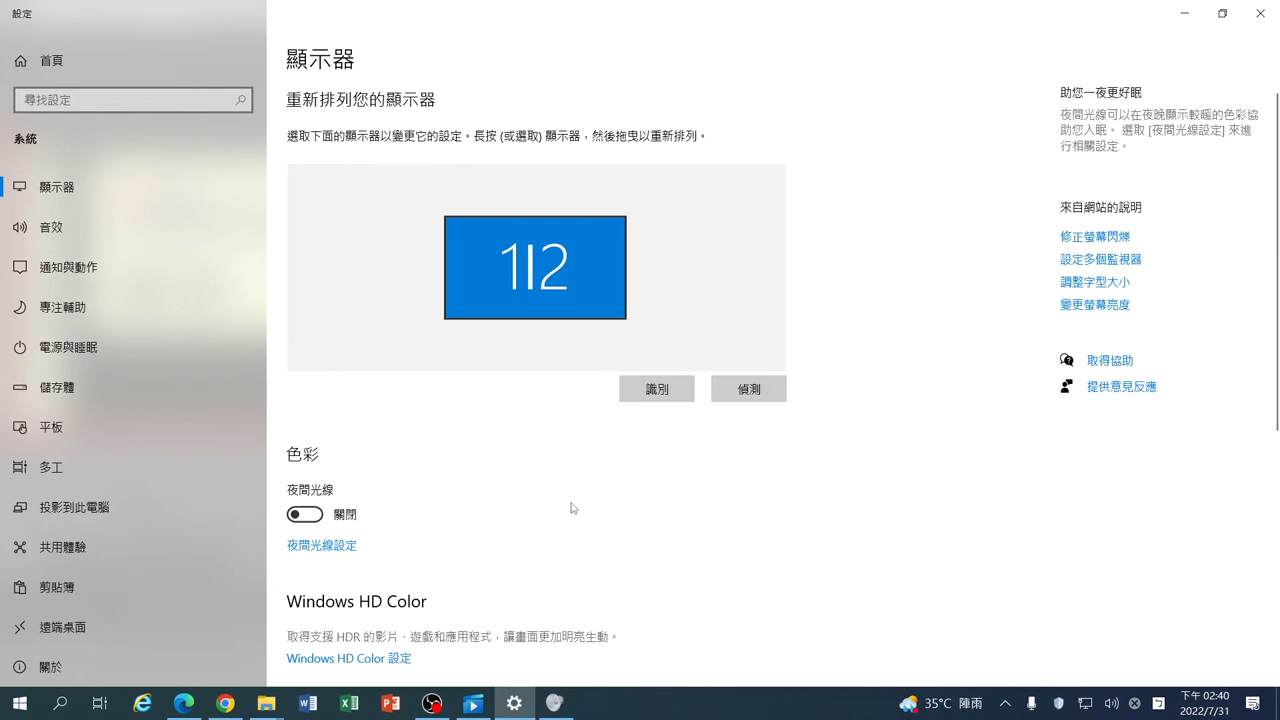 設定
首頁
尋找設定
系統
顯示器
音效
通知與動作
專注輔助
電源與睡眠
儲存體
平板
多工
投影到此電腦
共用體驗
剪貼簿
遠端桌面
關於
顯示器
重新排列您的顯示器
選取下面的顯示器以變更它的設定。長按 (或選取) 顯示器，然後拖曳以重新排列。
1|2
識別
偵測
色彩
夜間光線
關閉
夜間光線設定
Windows HD Color
取得支援 HDR 的影片、遊戲和應用程式，讓畫面更加明亮生動。
Windows HD Color 設定
助您一夜更好眠
夜間光線可以在夜晚顯示較暖的色彩協
助您入眠。 選取 [夜間光線設定] 來進
行相關設定。
來自網站的說明
修正螢幕閃爍
設定多個監視器
調整字型大小
變更螢幕亮度
取得協助
提供意見反應
35°C 陣雨
下午 02:40
2022/7/31